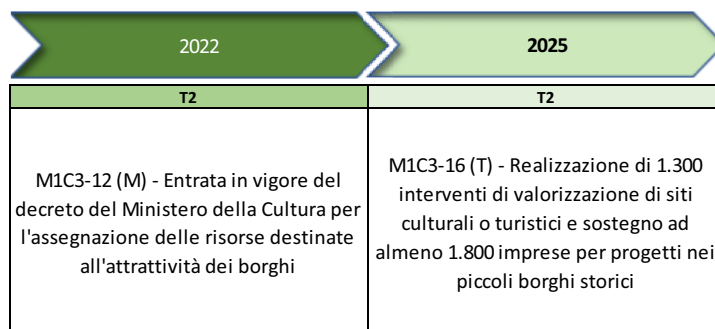 2022
2025
T2
T2
M1C3-12 (M) - Entrata in vigore del
decreto del Ministero della Cultura per
l'assegnazione delle risorse destinate
all'attrattività dei borghi
M1C3-16 (T) - Realizzazione di 1.300
interventi di valorizzazione di siti
culturali o turistici e sostegno ad
almeno 1.800 imprese per progetti nei
piccoli borghi storici